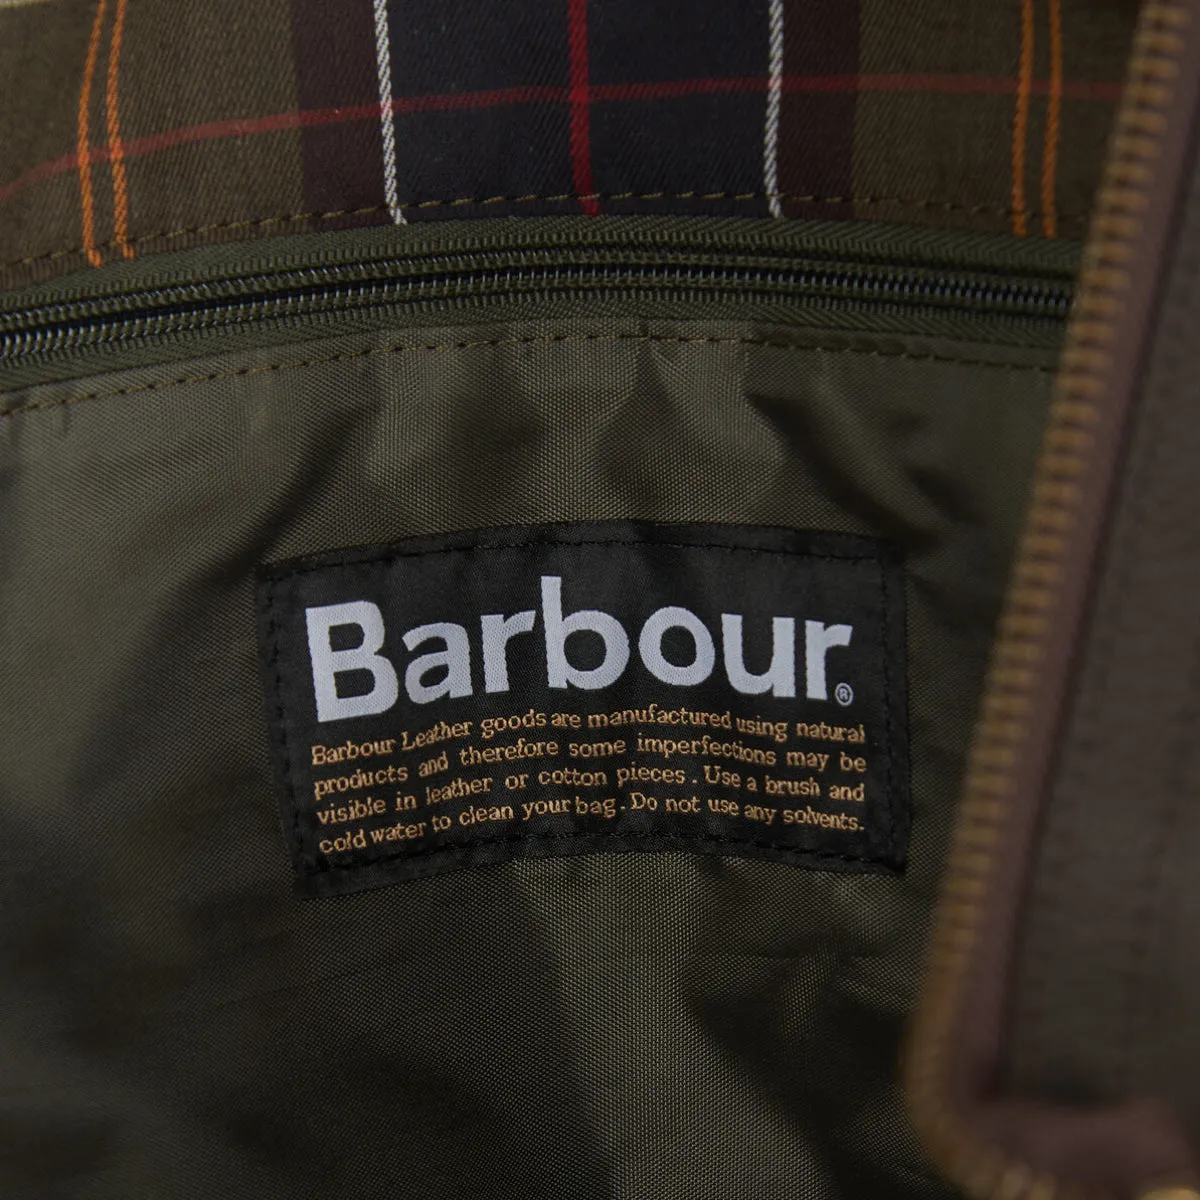 Barbour®
Barbour Leather goods are manufactured using natural
products and therefore some imperfections may be
visible in leather or cotton pieces. Use a brush and
cold water to clean your bag. Do not use any solvents.